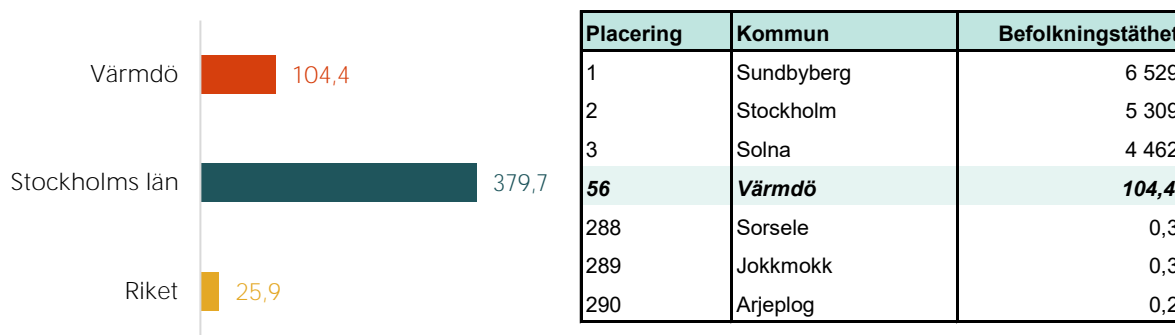 Värmdö 104,4
Stockholms län 379,7
Riket 25,9
Placering Kommun Befolkningstäthet
1 Sundbyberg 6 529
2 Stockholm 5 309
3 Solna 4 462
56 Värmdö 104,4
288 Sorsele 0,3
289 Jokkmokk 0,3
290 Arjeplog 0,2